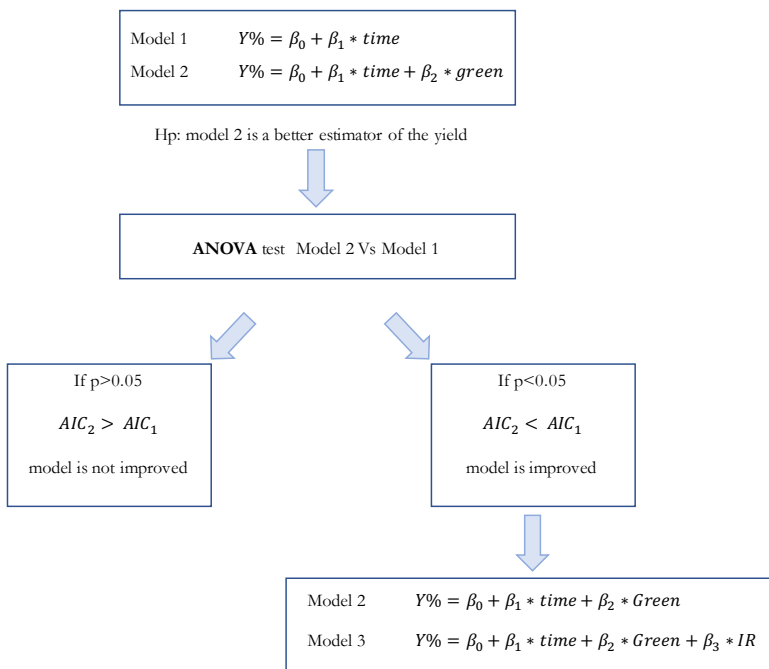 Model 1 Y% = β₀ + β₁ * time
Model 2 Y% = β₀ + β₁ * time + β₂ * green
Hp: model 2 is a better estimator of the yield
ANOVA test Model 2 Vs Model 1
If p>0.05
AIC₂ > AIC₁
model is not improved
If p<0.05
AIC₂ < AIC₁
model is improved
Model 2 Y% = β₀ + β₁ * time + β₂ * Green
Model 3 Y% = β₀ + β₁ * time + β₂ * Green + β₃ * IR